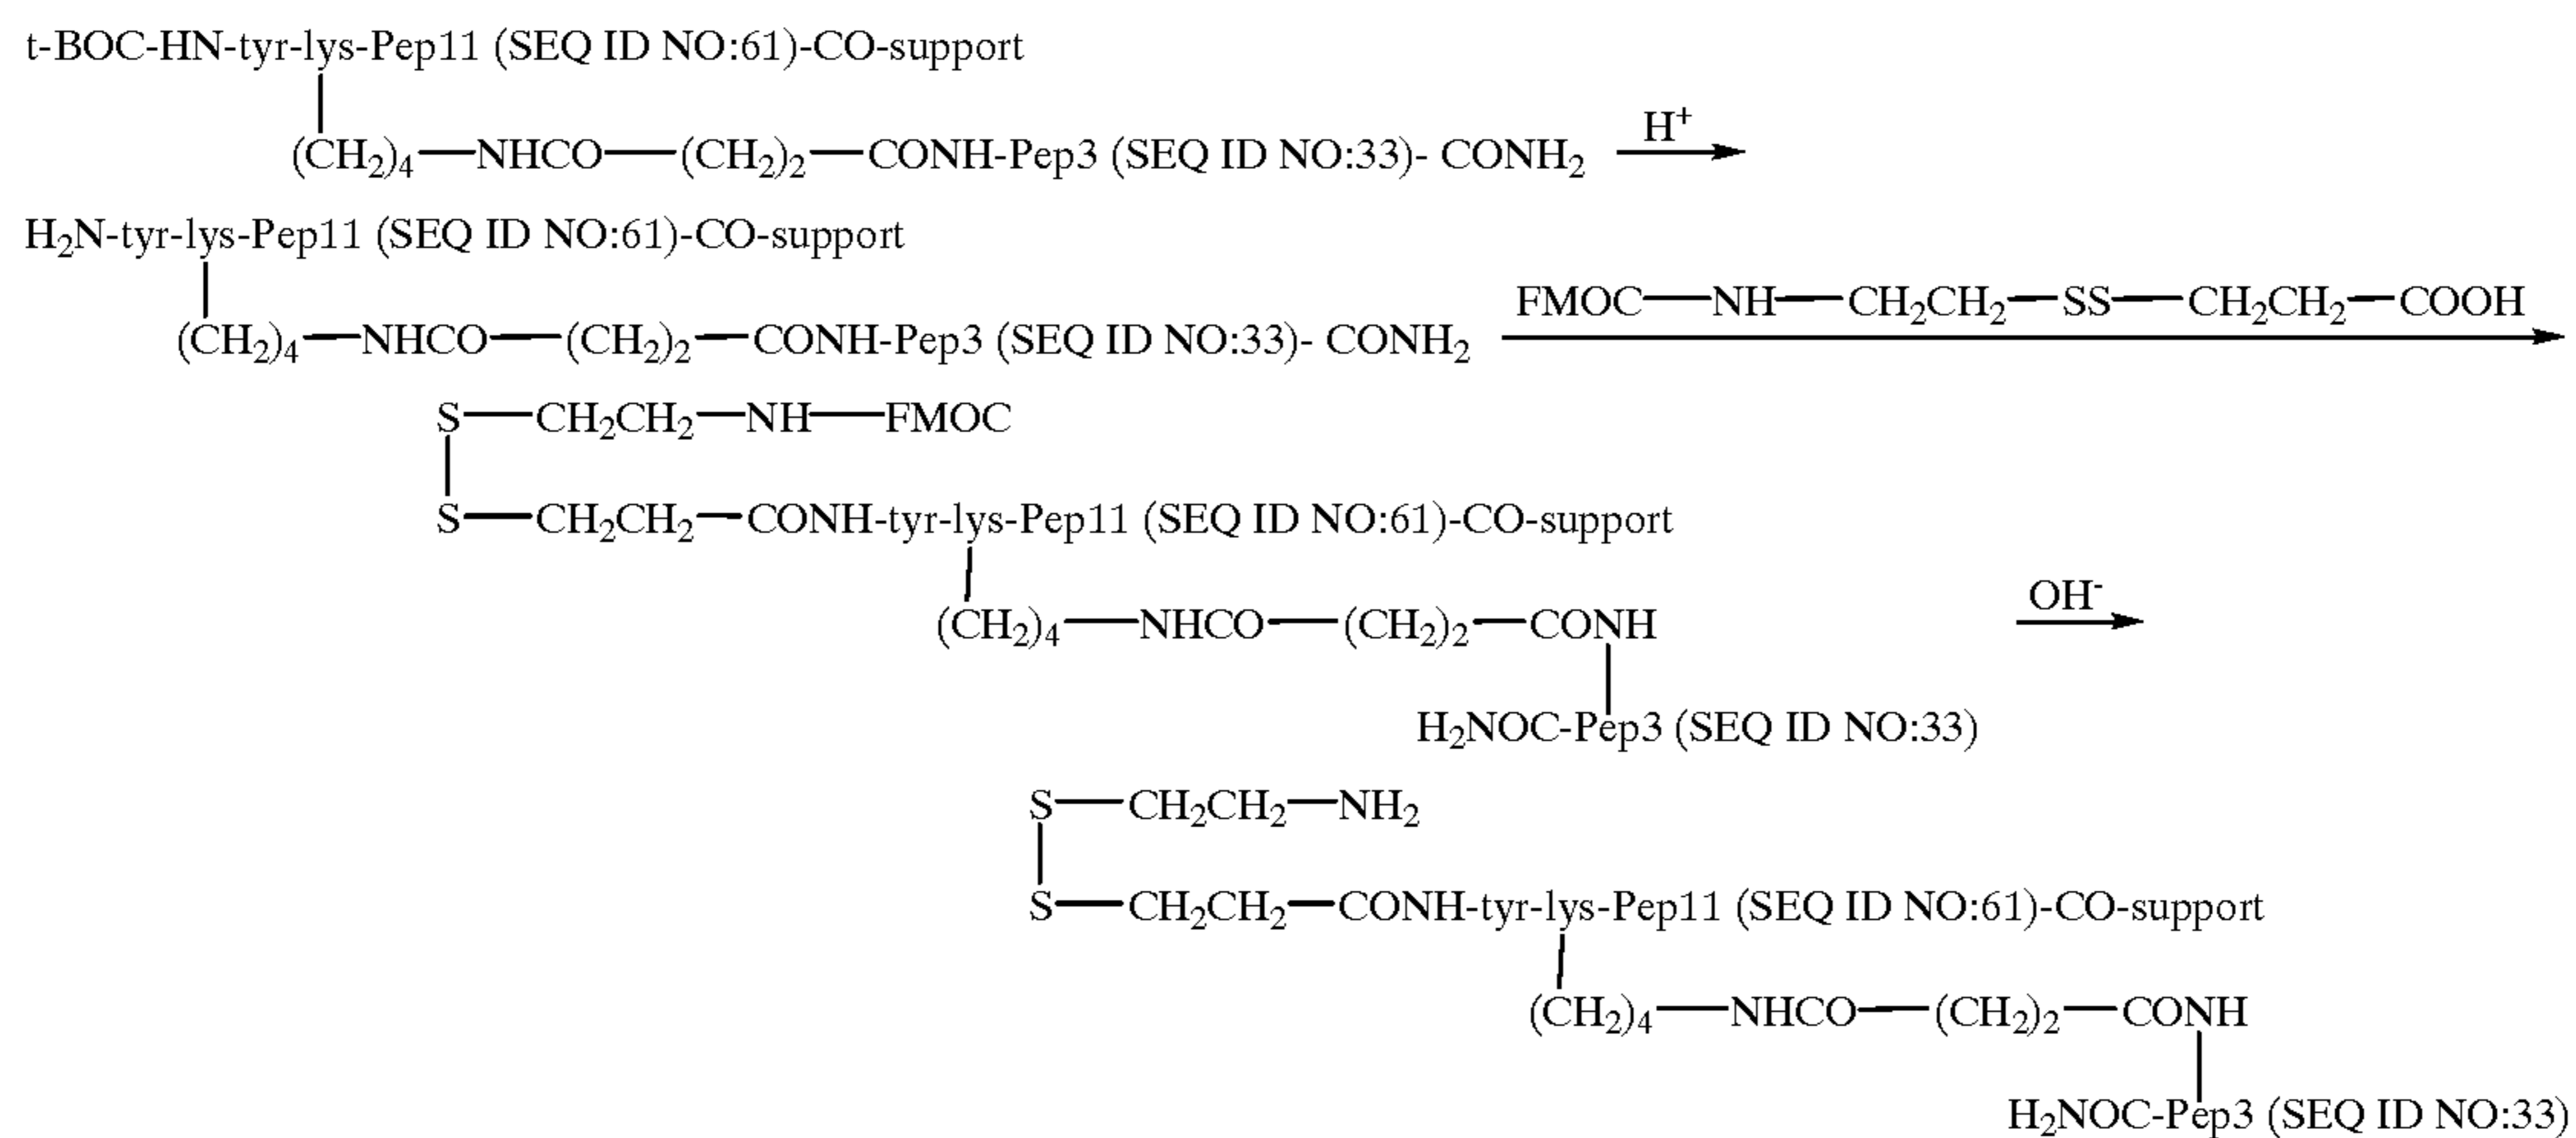 t-BOC-HN-tyr-lys-Pep11 (SEQ ID NO:61)-CO-support
(CH₂)₄—NHCO—(CH₂)₂—CONH-Pep3 (SEQ ID NO:33)- CONH₂ H⁺
H₂N-tyr-lys-Pep11 (SEQ ID NO:61)-CO-support
FMOC—NH—CH₂CH₂—SS—CH₂CH₂—COOH
(CH₂)₄—NHCO—(CH₂)₂—CONH-Pep3 (SEQ ID NO:33)- CONH₂
S—CH₂CH₂—NH—FMOC
S—CH₂CH₂—CONH-tyr-lys-Pep11 (SEQ ID NO:61)-CO-support
(CH₂)₄—NHCO—(CH₂)₂—CONH OH⁻
H₂NOC-Pep3 (SEQ ID NO:33)
S—CH₂CH₂—NH₂
S—CH₂CH₂—CONH-tyr-lys-Pep11 (SEQ ID NO:61)-CO-support
(CH₂)₄—NHCO—(CH₂)₂—CONH
H₂NOC-Pep3 (SEQ ID NO:33)